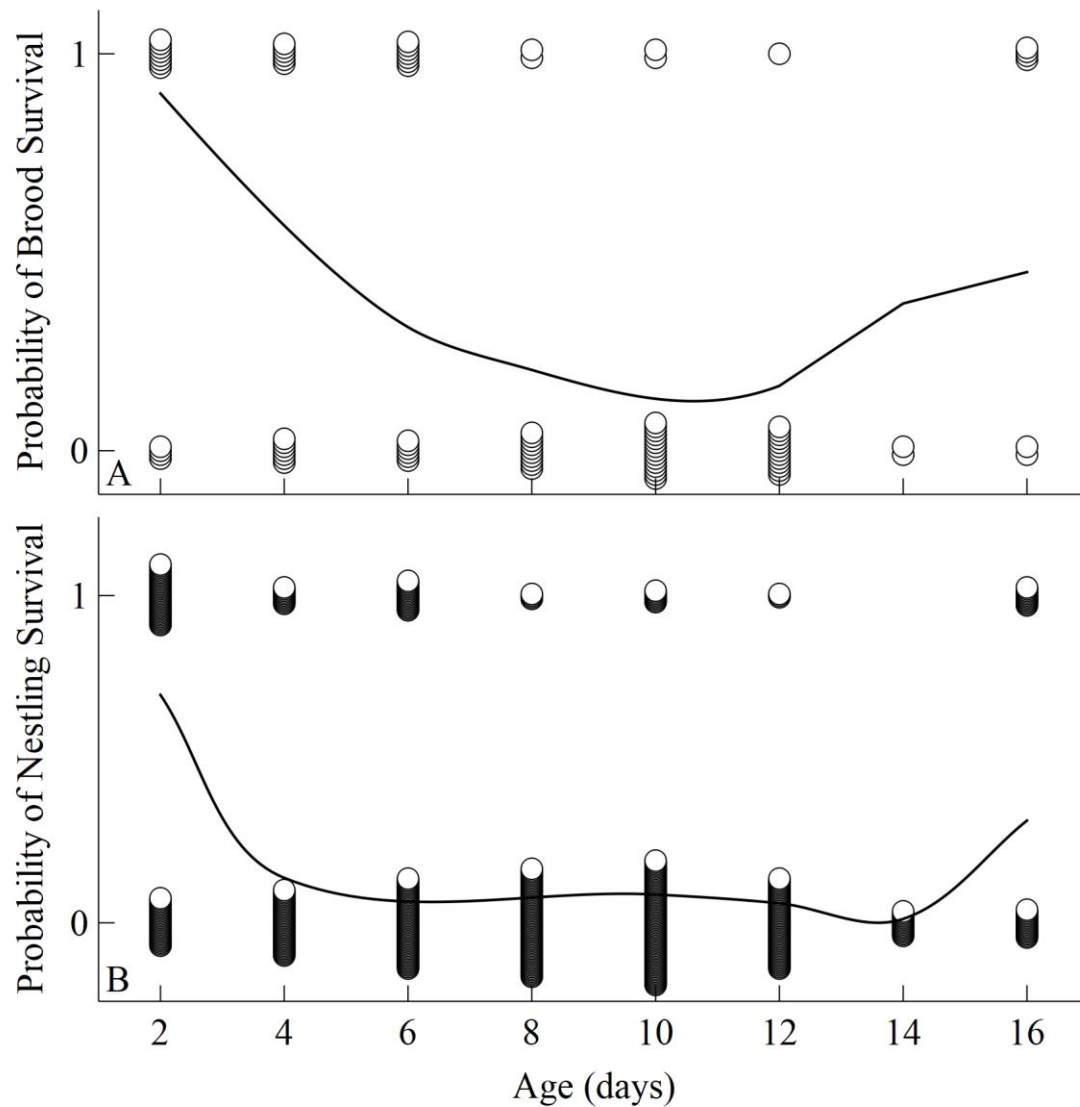 Probability of Brood Survival
1
0
A
Probability of Nestling Survival
1
0
B
2 4 6 8 10 12 14 16
Age (days)